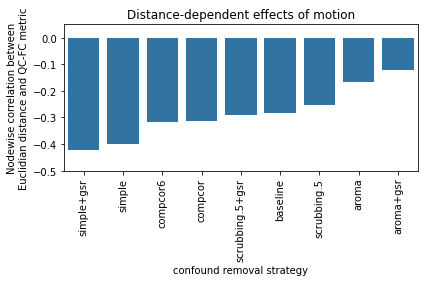 Distance-dependent effects of motion
Nodewise correlation between
Euclidian distance and QC-FC metric
0.0
−0.1
−0.2
−0.3
−0.4
−0.5
simple+gsr
simple
compcor6
compcor
scrubbing.5+gsr
baseline
scrubbing.5
aroma
aroma+gsr
confound removal strategy